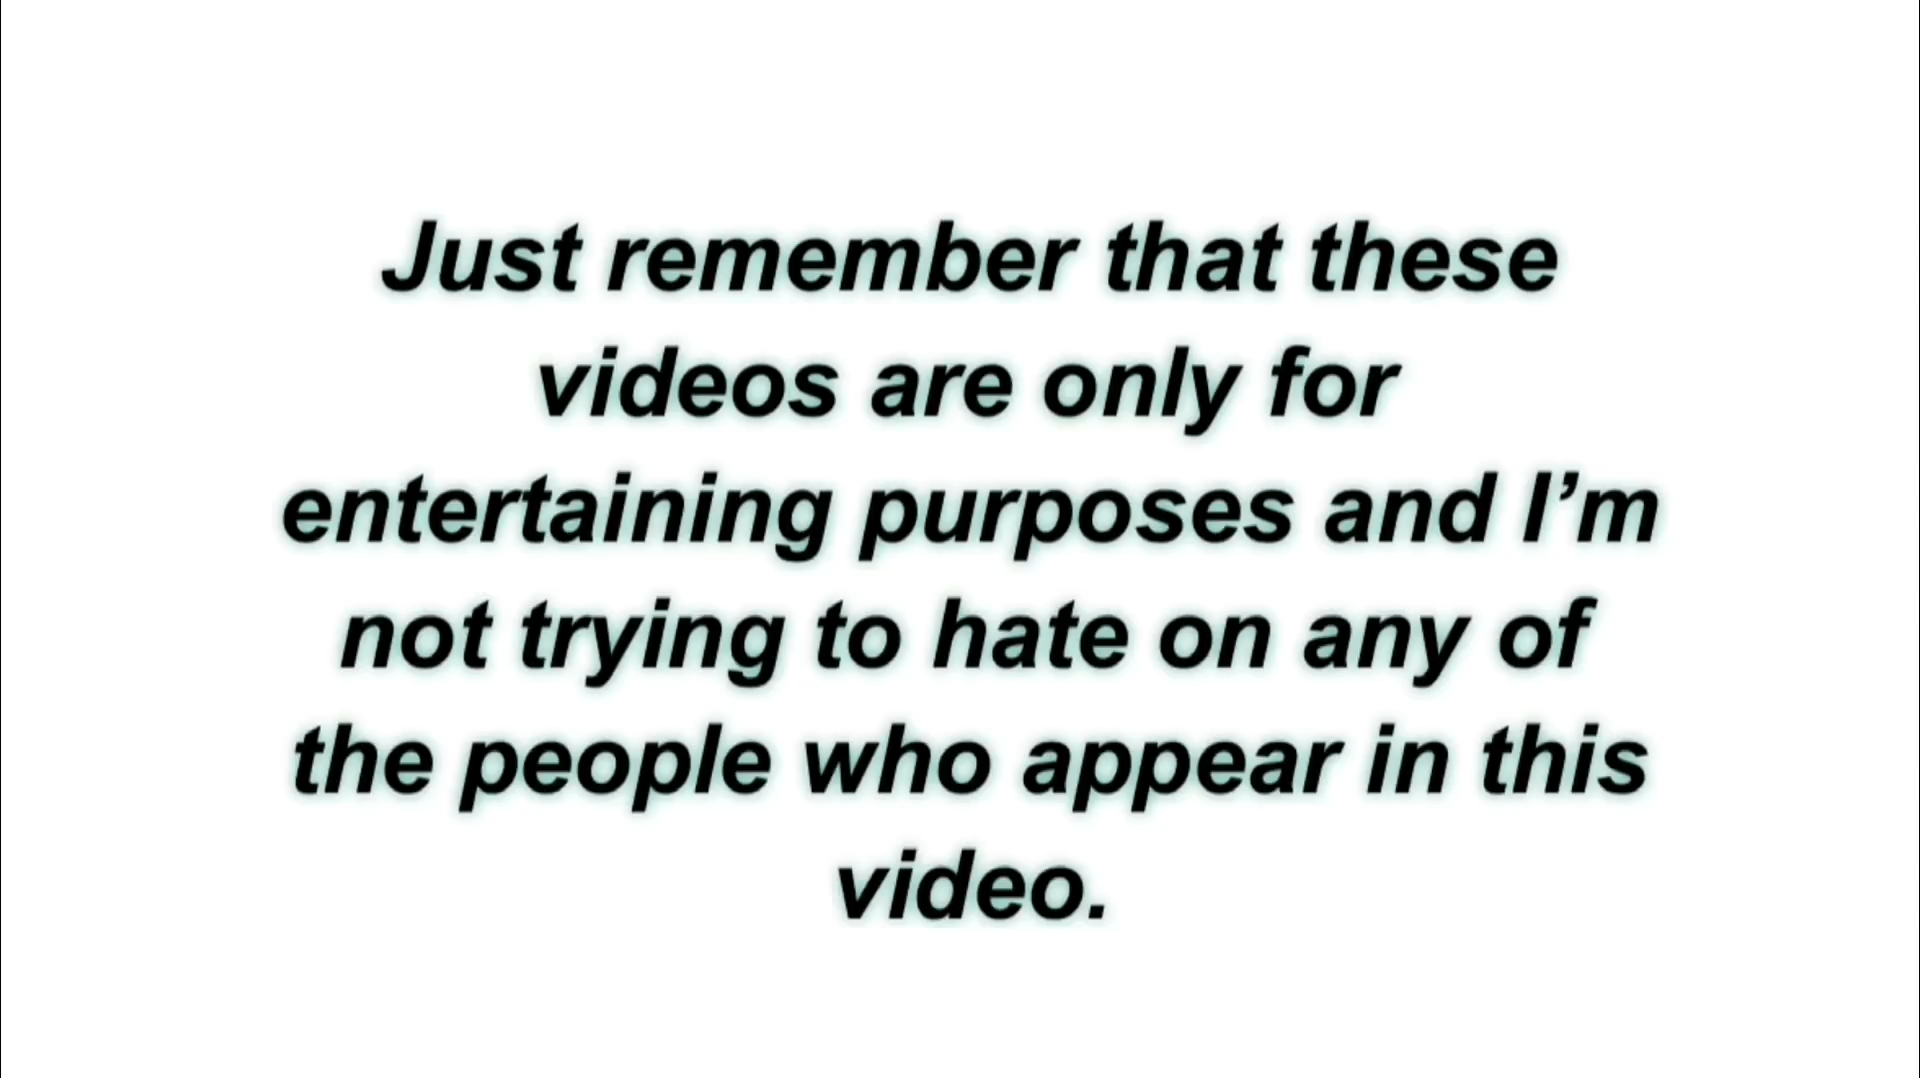 Just remember that these
videos are only for
entertaining purposes and I’m
not trying to hate on any of
the people who appear in this
video.